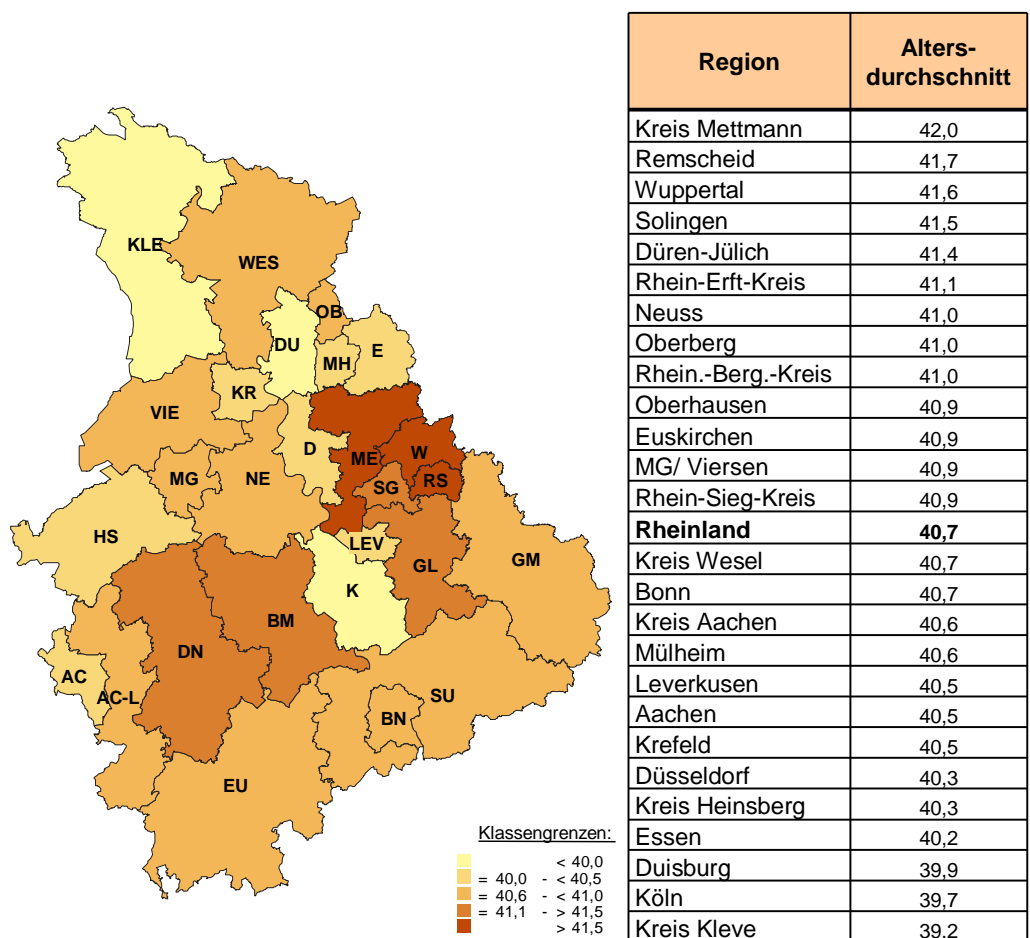 Region
Alters-
durchschnitt
Kreis Mettmann 42,0
Remscheid 41,7
Wuppertal 41,6
Solingen 41,5
Düren-Jülich 41,4
Rhein-Erft-Kreis 41,1
Neuss 41,0
Oberberg 41,0
Rhein.-Berg.-Kreis 41,0
Oberhausen 40,9
Euskirchen 40,9
MG/ Viersen 40,9
Rhein-Sieg-Kreis 40,9
Rheinland 40,7
Kreis Wesel 40,7
Bonn 40,7
Kreis Aachen 40,6
Mülheim 40,6
Leverkusen 40,5
Aachen 40,5
Krefeld 40,5
Düsseldorf 40,3
Kreis Heinsberg 40,3
Essen 40,2
Duisburg 39,9
Köln 39,7
Kreis Kleve 39,2
KLE
WES
OB
DU
E
MH
KR
VIE
D
ME
W
MG
NE
SG
RS
HS
LEV
GL
GM
K
BM
DN
AC
AC-L
SU
BN
EU
Klassengrenzen:
< 40,0
= 40,0 - < 40,5
= 40,6 - < 41,0
= 41,1 - > 41,5
> 41,5